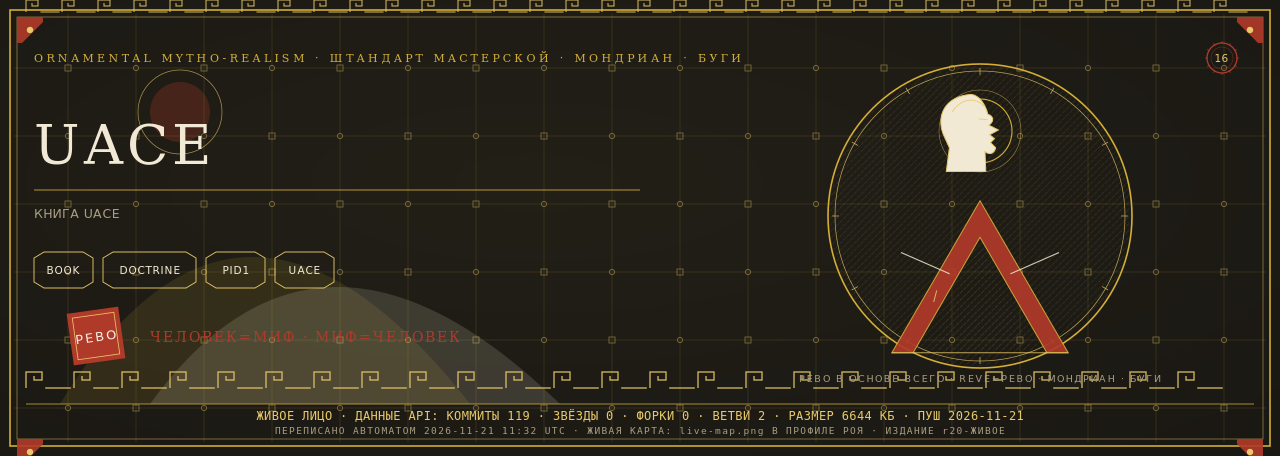 ORNAMENTAL MYTHO-REALISM · ШТАНДАРТ МАСТЕРСКОЙ · МОНДРИАН · БУГИ
16
UACE
КНИГА UACE
BOOK DOCTRINE PID1 UACE
РЕВО
ЧЕЛОВЕК=МИФ · МИФ=ЧЕЛОВЕК
РЕВО В ОСНОВЕ ВСЕГО · REVE=РЕВО · МОНДРИАН · БУГИ
ЖИВОЕ ЛИЦО · ДАННЫЕ API: КОММИТЫ 119 · ЗВЁЗДЫ 0 · ФОРКИ 0 · ВЕТВИ 2 · РАЗМЕР 6644 КБ · ПУШ 2026-11-21
ПЕРЕПИСАНО АВТОМАТОМ 2026-11-21 11:32 UTC · ЖИВАЯ КАРТА: live-map.png В ПРОФИЛЕ РОЯ · ИЗДАНИЕ r20-ЖИВОЕ